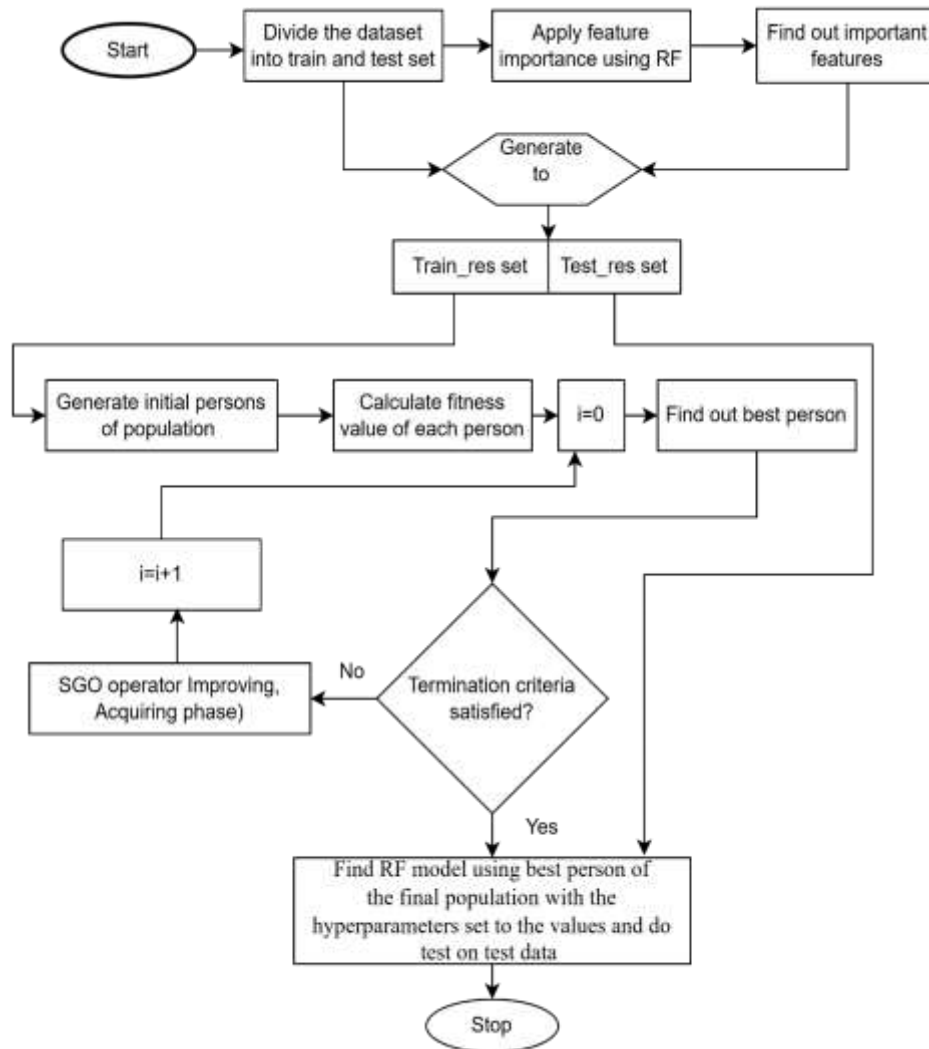 Start
Divide the dataset
into train and test set
Apply feature
importance using RF
Find out important
features
Generate
to
Train_res set
Test_res set
Generate initial persons
of population
Calculate fitness
value of each person
i=0
Find out best person
i=i+1
SGO operator Improving,
Acquiring phase)
No
Termination criteria
satisfied?
Yes
Find RF model using best person of
the final population with the
hyperparameters set to the values and do
test on test data
Stop